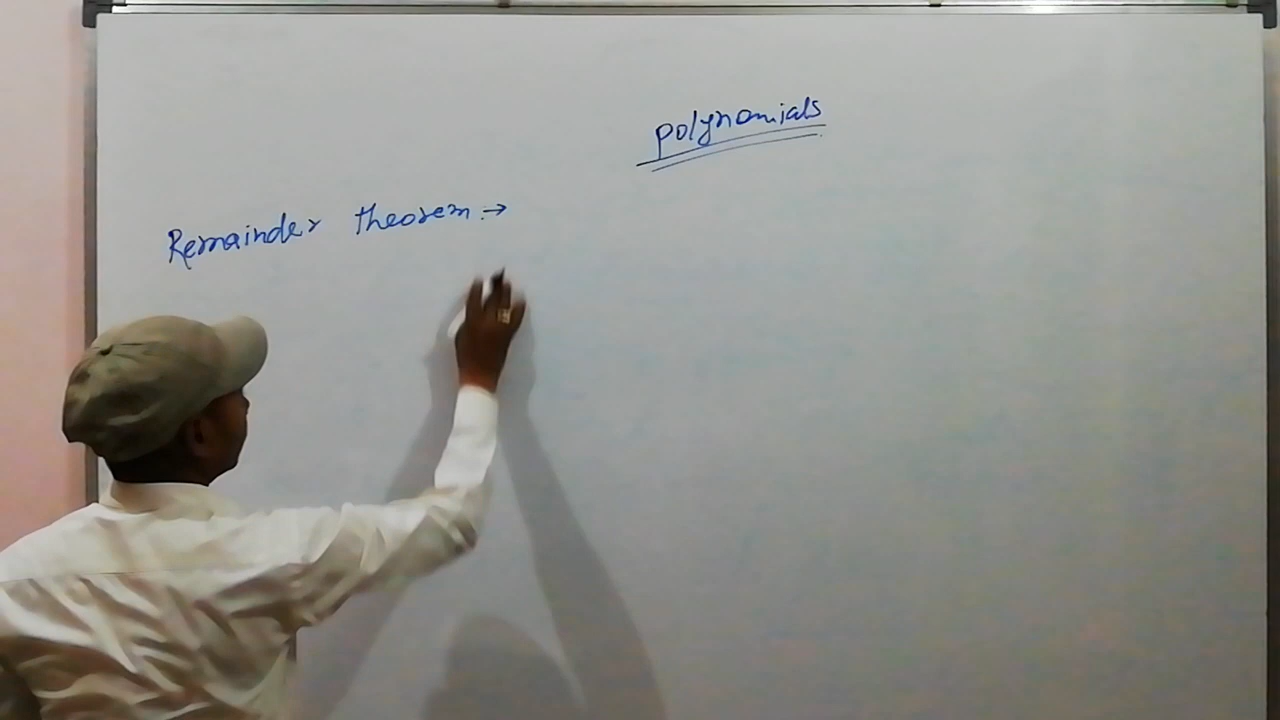 polynomials
Remainder theorem :→